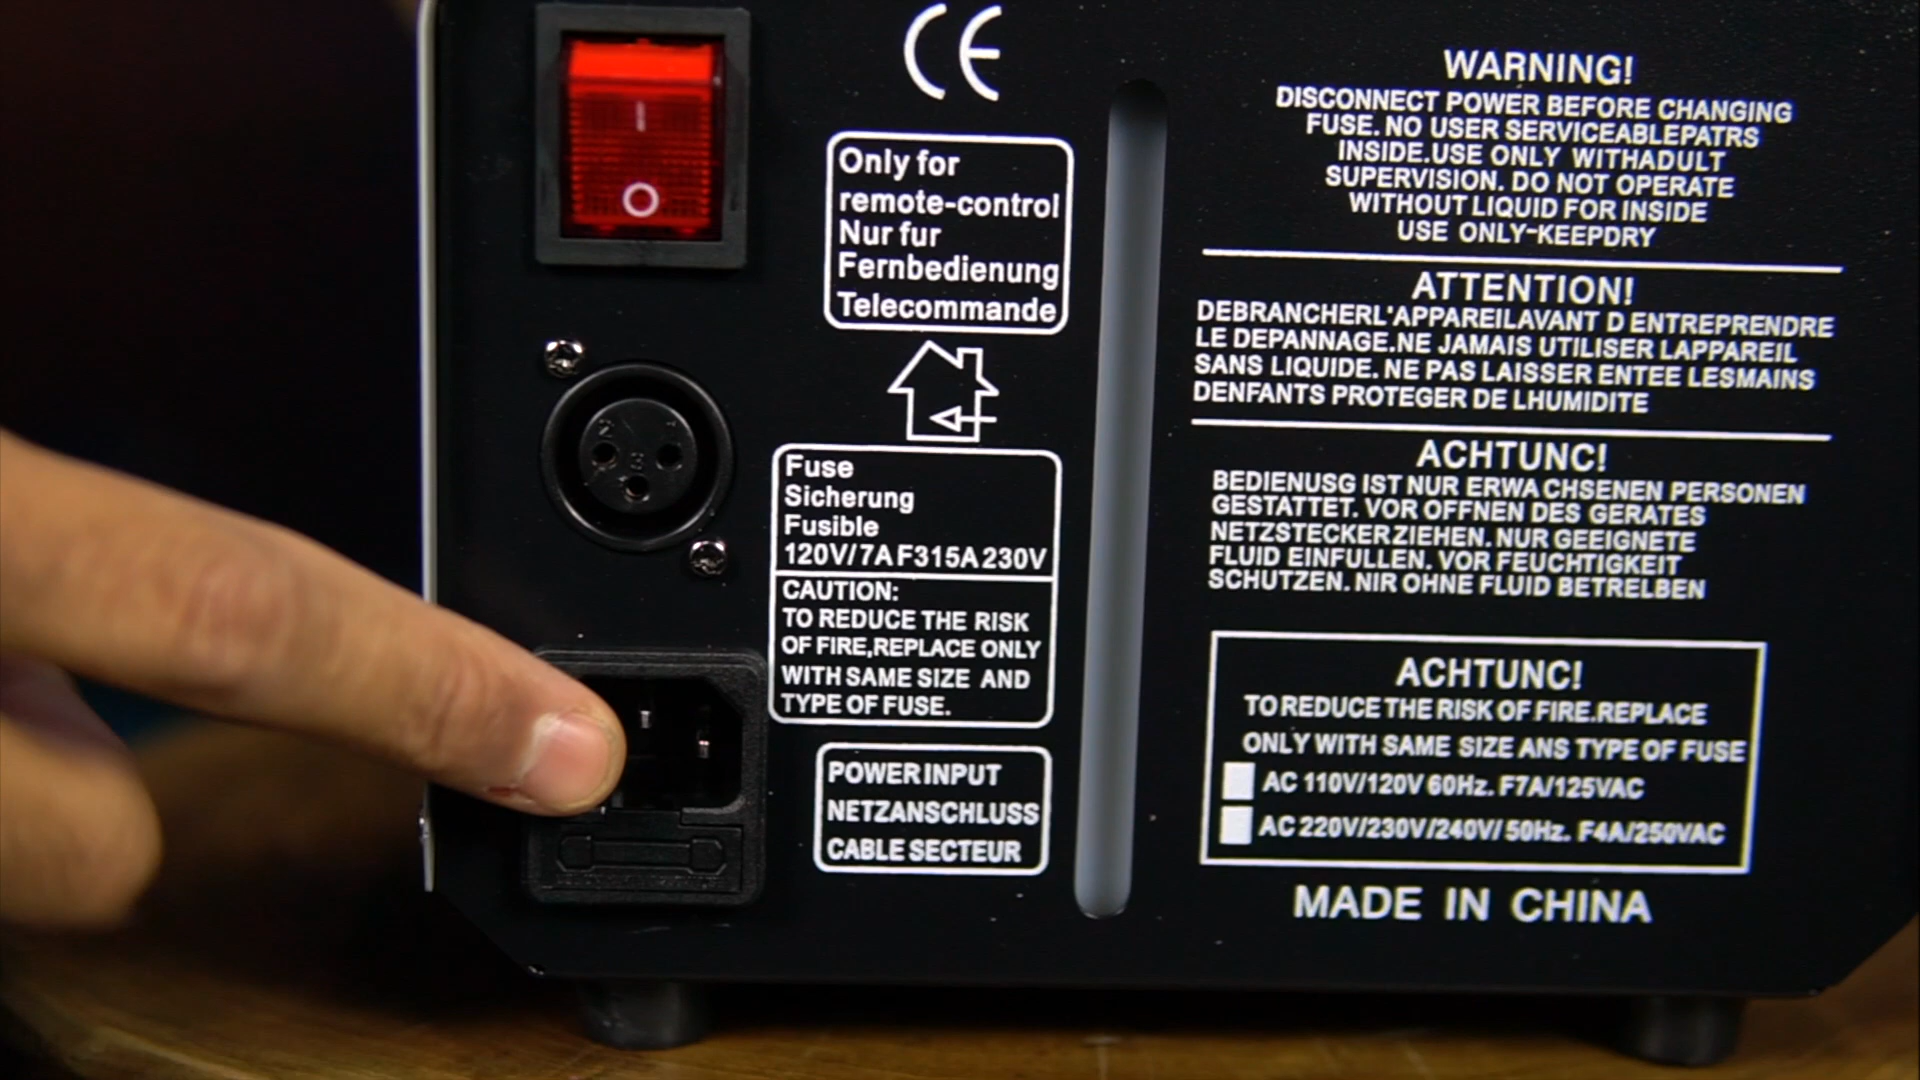 CE
Only for
remote-control
Nur fur
Fernbedienung
Telecommande
Fuse
Sicherung
Fusible
120V/7A F315A 230V
CAUTION:
TO REDUCE THE RISK
OF FIRE,REPLACE ONLY
WITH SAME SIZE AND
TYPE OF FUSE.
POWER INPUT
NETZANSCHLUSS
CABLE SECTEUR
WARNING!
DISCONNECT POWER BEFORE CHANGING
FUSE. NO USER SERVICEABLEPATRS
INSIDE.USE ONLY WITHADULT
SUPERVISION. DO NOT OPERATE
WITHOUT LIQUID FOR INSIDE
USE ONLY-KEEPDRY
ATTENTION!
DEBRANCHERL'APPAREILAVANT D ENTREPRENDRE
LE DEPANNAGE.NE JAMAIS UTILISER LAPPAREIL
SANS LIQUIDE. NE PAS LAISSER ENTEE LESMAINS
DENFANTS PROTEGER DE LHUMIDITE
ACHTUNC!
BEDIENUSG IST NUR ERWA CHSENEN PERSONEN
GESTATTET. VOR OFFNEN DES GERATES
NETZSTECKERZIEHEN. NUR GEEIGNETE
FLUID EINFULLEN. VOR FEUCHTIGKEIT
SCHUTZEN. NIR OHNE FLUID BETRELBEN
ACHTUNC!
TO REDUCE THE RISK OF FIRE.REPLACE
ONLY WITH SAME SIZE ANS TYPE OF FUSE
AC 110V/120V 60Hz. F7A/125VAC
AC 220V/230V/240V/ 50Hz. F4A/250VAC
MADE IN CHINA